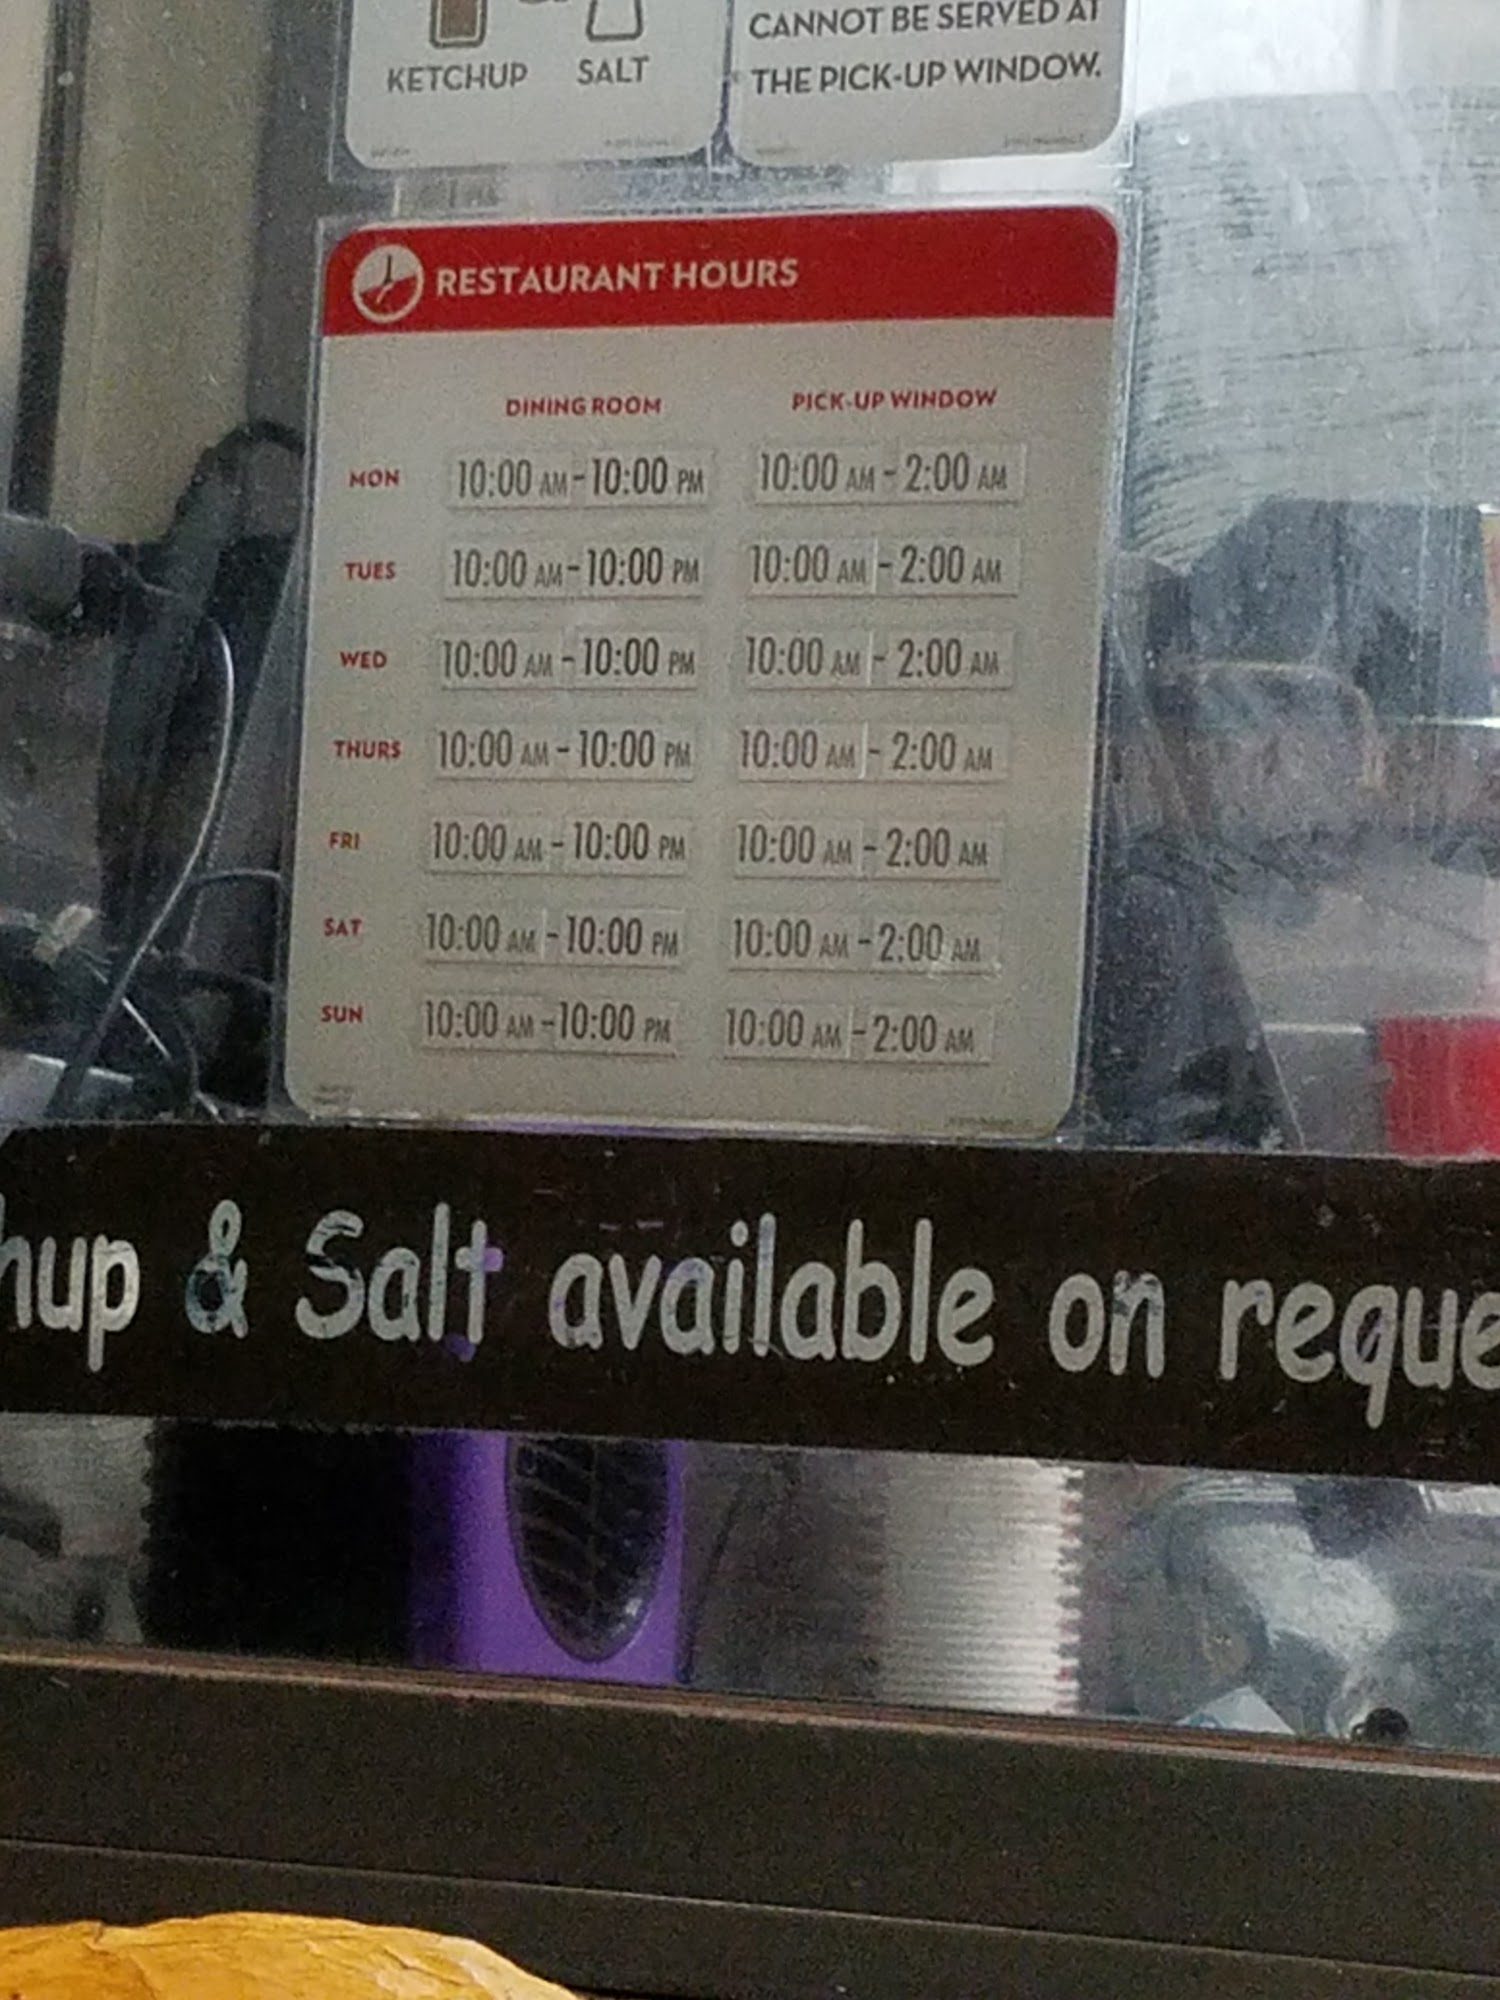 KETCHUP SALT
CANNOT BE SERVED AT
THE PICK-UP WINDOW.
RESTAURANT HOURS
DINING ROOM PICK-UP WINDOW
MON 10:00 AM - 10:00 PM 10:00 AM - 2:00 AM
TUES 10:00 AM - 10:00 PM 10:00 AM - 2:00 AM
WED 10:00 AM - 10:00 PM 10:00 AM - 2:00 AM
THURS 10:00 AM - 10:00 PM 10:00 AM - 2:00 AM
FRI 10:00 AM - 10:00 PM 10:00 AM - 2:00 AM
SAT 10:00 AM - 10:00 PM 10:00 AM - 2:00 AM
SUN 10:00 AM - 10:00 PM 10:00 AM - 2:00 AM
hup & Salt available on reque